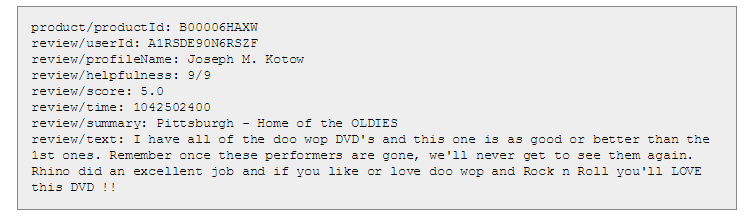 product/productId: B00006HAXW
review/userId: A1RSDE90N6RSZF
review/profileName: Joseph M. Kotow
review/helpfulness: 9/9
review/score: 5.0
review/time: 1042502400
review/summary: Pittsburgh - Home of the OLDIES
review/text: I have all of the doo wop DVD's and this one is as good or better than the
1st ones. Remember once these performers are gone, we'll never get to see them again.
Rhino did an excellent job and if you like or love doo wop and Rock n Roll you'll LOVE
this DVD !!